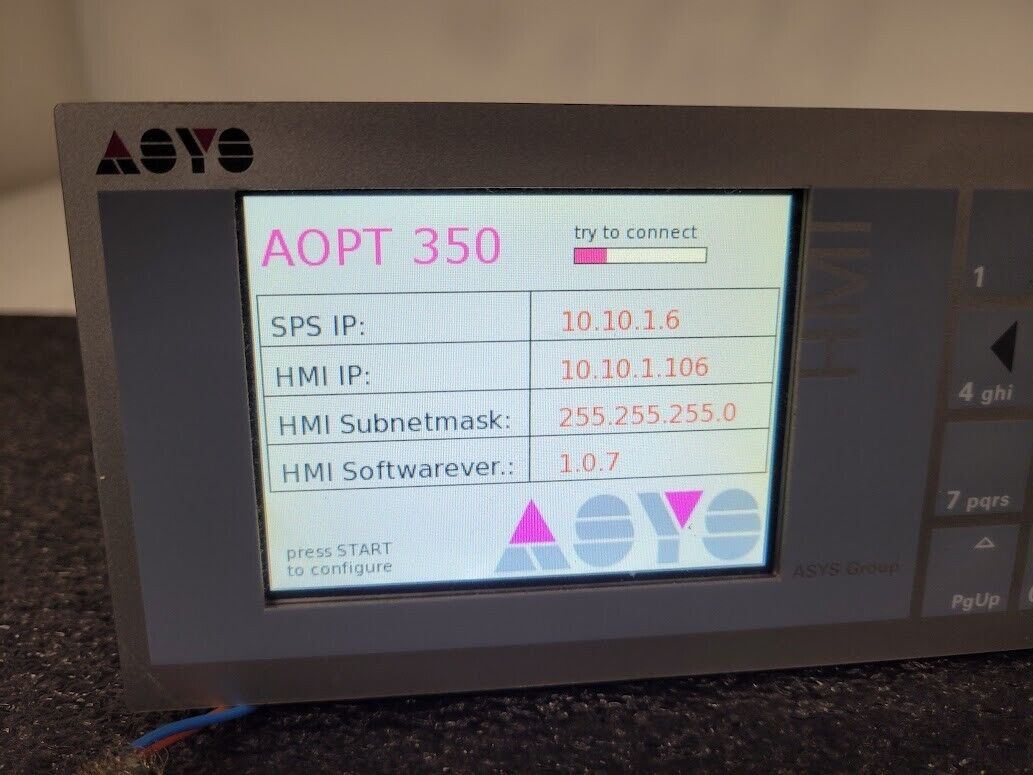 ASYS
AOPT 350
try to connect
SPS IP: 10.10.1.6
HMI IP: 10.10.1.106
HMI Subnetmask: 255.255.255.0
HMI Softwarever.: 1.0.7
press START
to configure
ASYS
HMI
ASYS Group
1
4 ghi
7 pqrs
PgUp